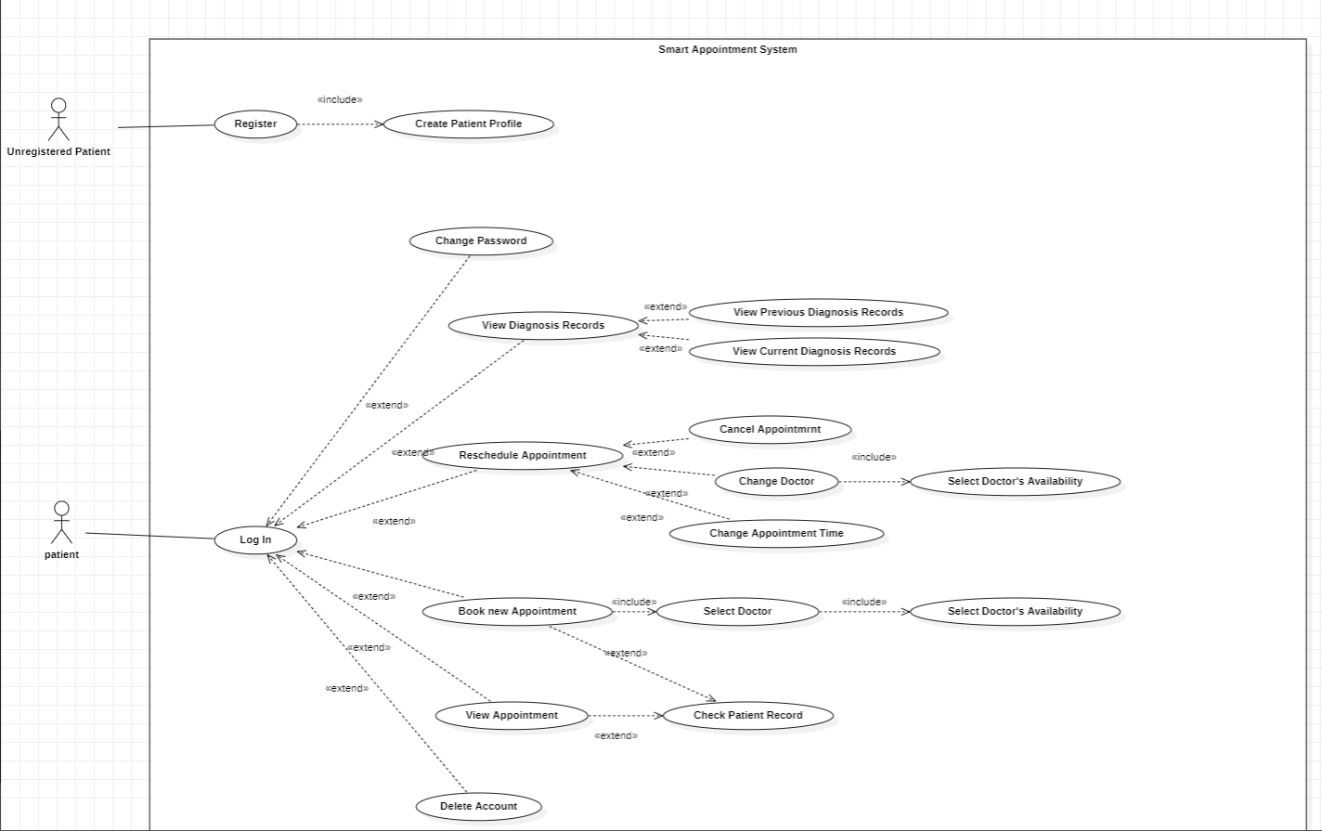 Smart Appointment System
«include»
Register
Create Patient Profile
Unregistered Patient
Change Password
«extend»
View Previous Diagnosis Records
View Diagnosis Records
«extend»
View Current Diagnosis Records
«extend»
Cancel Appointmrnt
«extend»
Reschedule Appointment
«extend»
«include»
Change Doctor
Select Doctor's Availability
«extend»
«extend»
«extend»
Change Appointment Time
Log In
patient
«extend»
«include»
«include»
Book new Appointment
Select Doctor
Select Doctor's Availability
«extend»
«extend»
«extend»
View Appointment
Check Patient Record
«extend»
Delete Account